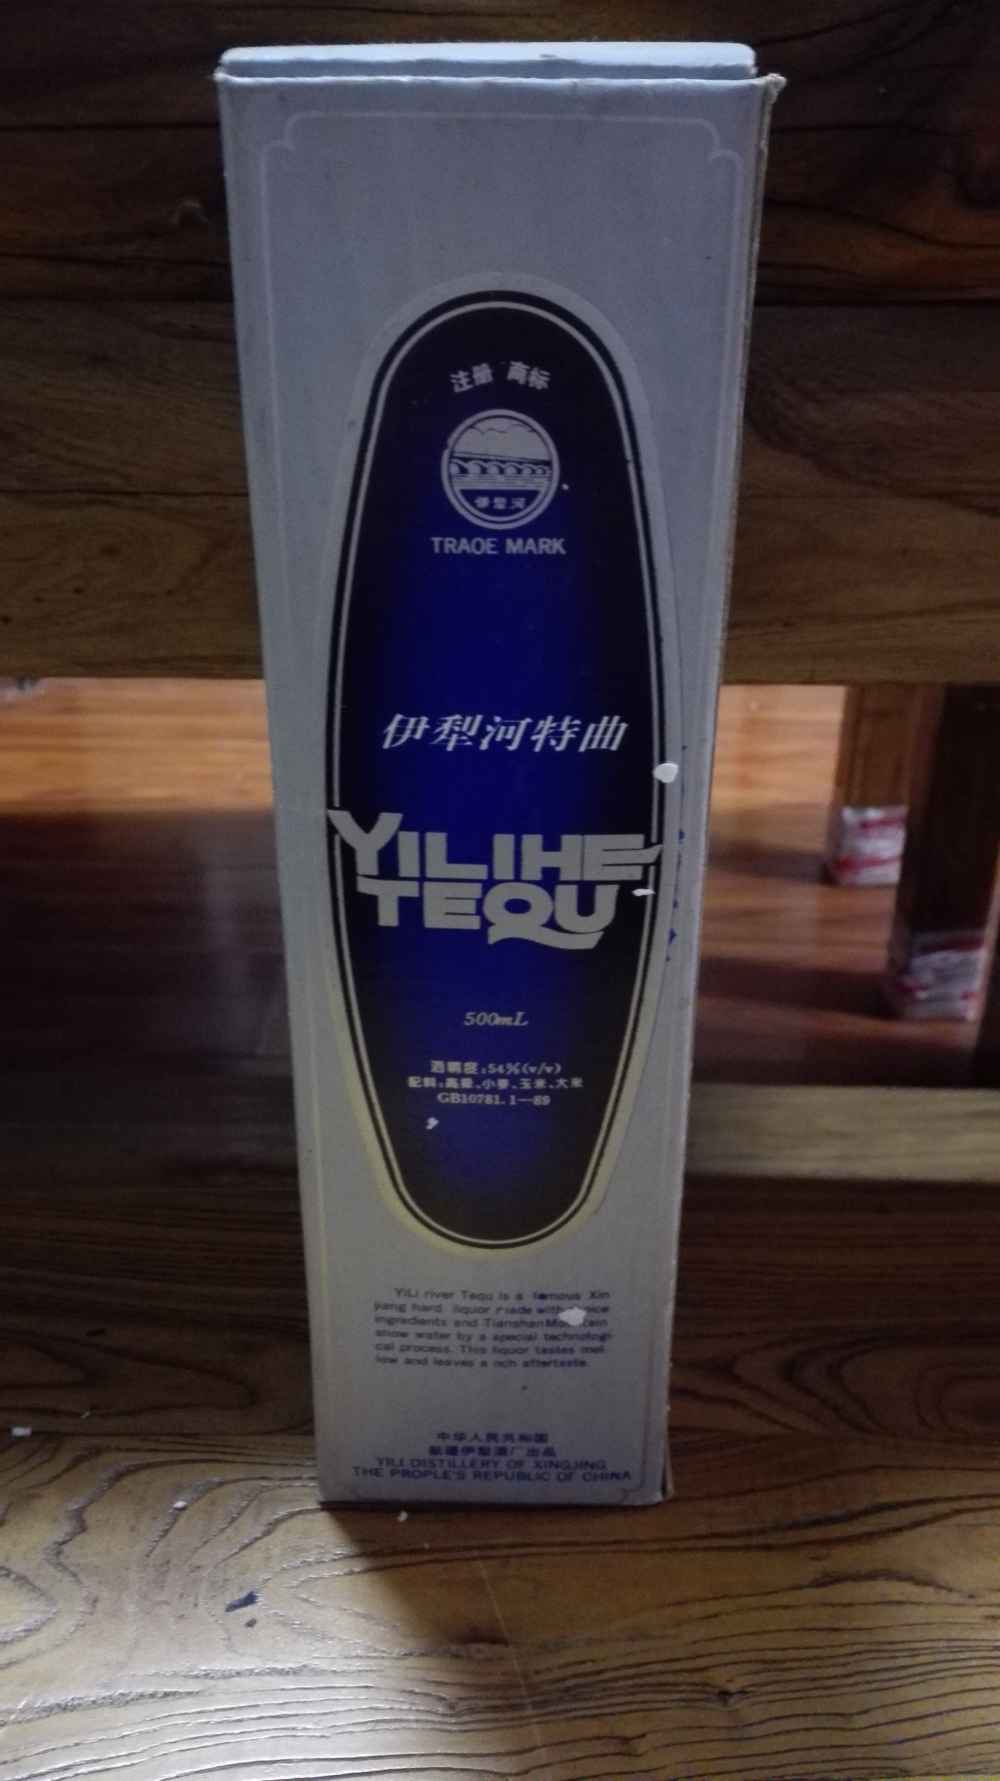 注册 商标
伊犁河
TRAOE MARK
伊犁河特曲
YILIHE
TEQU
500mL
酒精度:54%(v/v)
配料:高粱、小麦、玉米、大米
GB10781.1—89
YiLi river Tequ is a famous Xin
yang hard liquor made with
ingredients and Tianshan
snow water by a special technologi-
cal process. This liquor tastes mel-
low and leaves a rich aftertaste.
中华人民共和国
新疆伊犁酒厂出品
YILI DISTILLERY OF XINGJING
THE PROPLE'S REPUBLIC OF CHINA